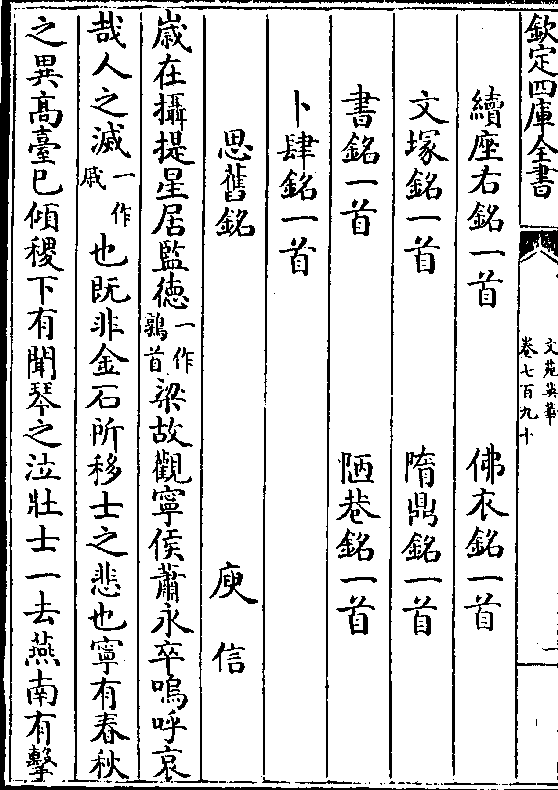 欽定四庫全書
文苑英華
卷七百九十
續座右銘一首 佛衣銘一首
文塚銘一首 隋鼎銘一首
書銘一首 陋巷銘一首
卜肆銘一首
思舊銘 庾信
歳在攝提星居監徳一作鶉首梁故觀寧侯蕭永卒嗚呼哀
哉人之滅一作戚也既非金石所移士之悲也寧有春秋
之異髙臺已傾稷下有聞琴之泣壯士一去燕南有擊